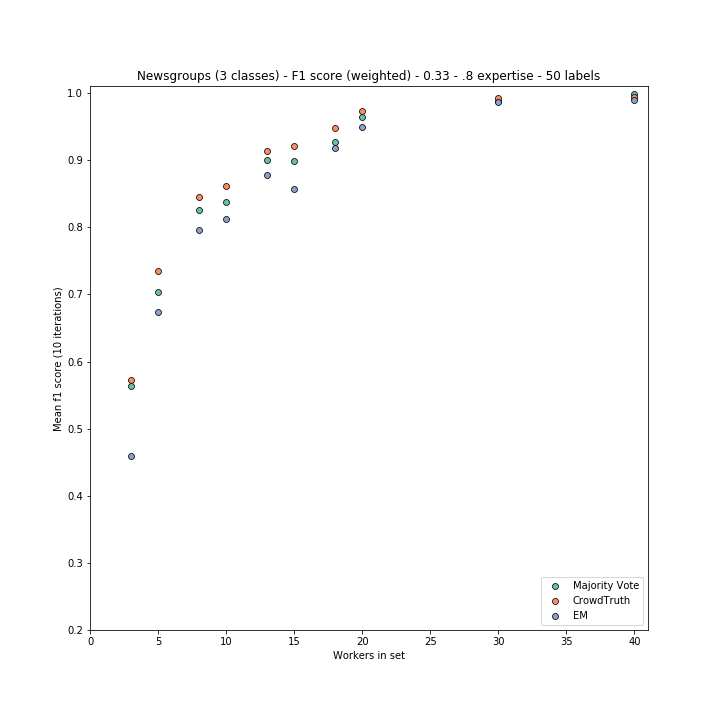 Newsgroups (3 classes) - F1 score (weighted) - 0.33 - .8 expertise - 50 labels
Mean f1 score (10 iterations)
1.0
0.9
0.8
0.7
0.6
0.5
0.4
0.3
0.2
Majority Vote
CrowdTruth
EM
0 5 10 15 20 25 30 35 40
Workers in set